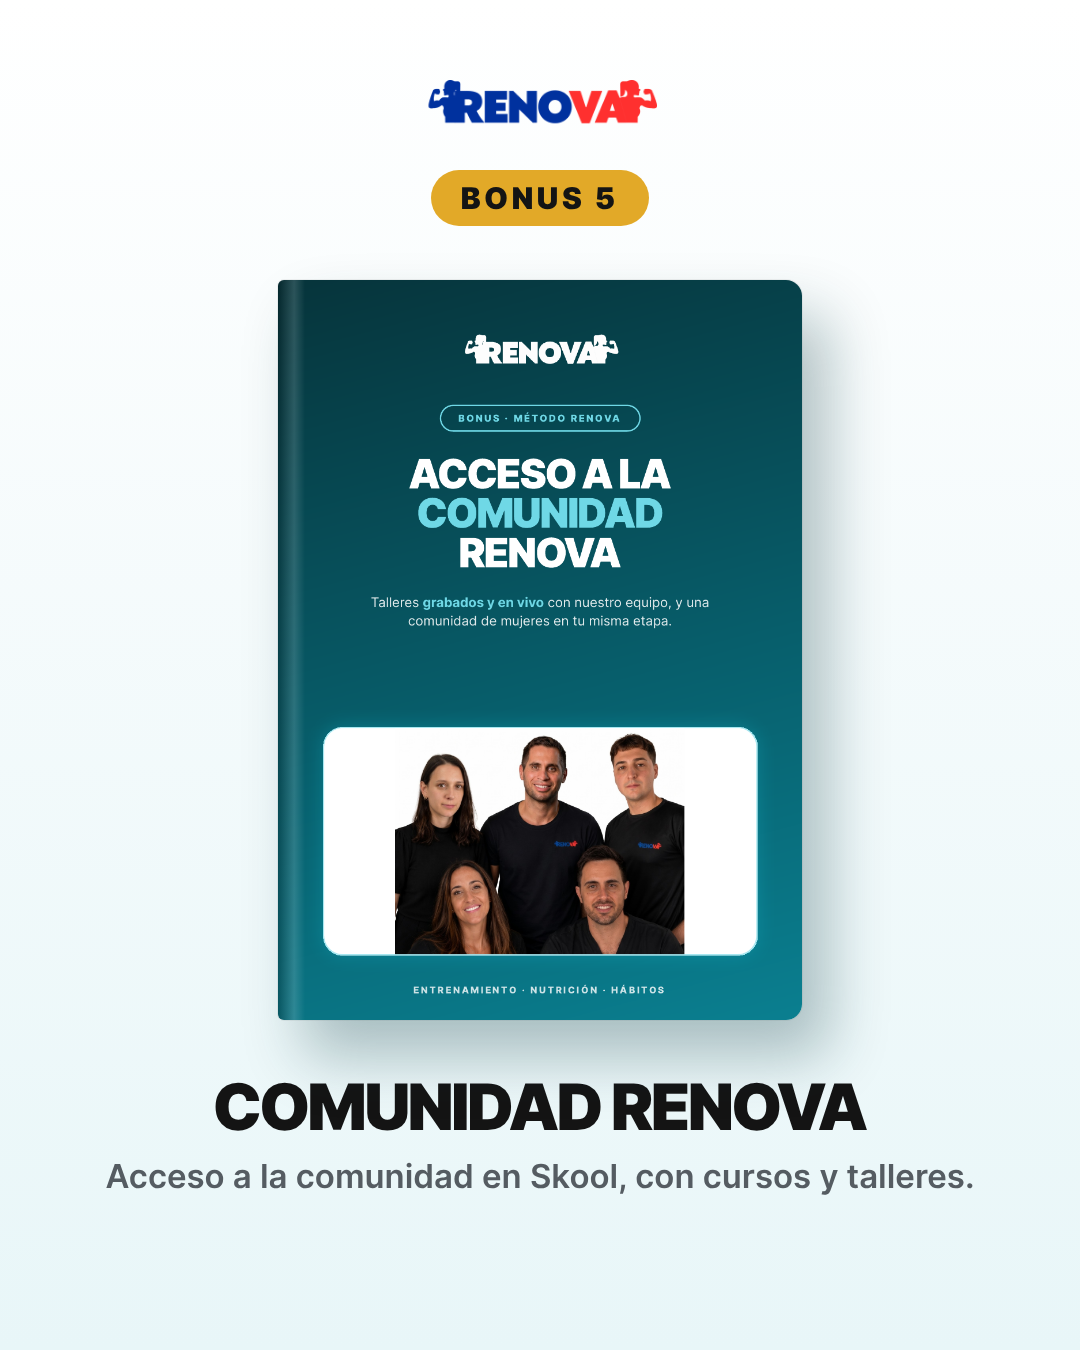 RENOVA
BONUS 5
RENOVA
BONUS · MÉTODO RENOVA
ACCESO A LA
COMUNIDAD
RENOVA
Talleres grabados y en vivo con nuestro equipo, y una
comunidad de mujeres en tu misma etapa.
RENOVA
RENOVA
ENTRENAMIENTO · NUTRICIÓN · HÁBITOS
COMUNIDAD RENOVA
Acceso a la comunidad en Skool, con cursos y talleres.